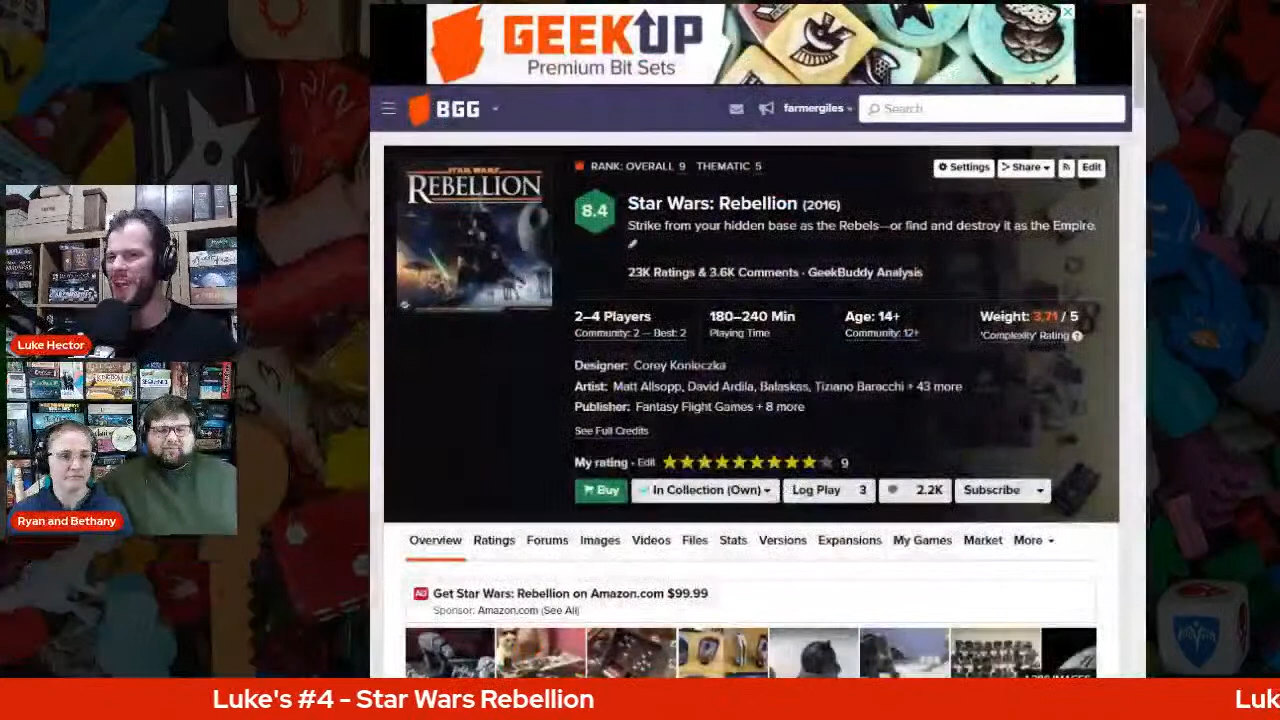 GEEKUP
Premium Bit Sets
BGG
farmergiles
Search
STAR WARS
REBELLION
RANK: OVERALL 9 THEMATIC 5
Settings
Share
Edit
8.4
Star Wars: Rebellion (2016)
Strike from your hidden base as the Rebels—or find and destroy it as the Empire.
23K Ratings & 3.6K Comments · GeekBuddy Analysis
2–4 Players
Community: 2 — Best: 2
180–240 Min
Playing Time
Age: 14+
Community: 12+
Weight: 3.71 / 5
'Complexity' Rating
Designer: Corey Konieczka
Artist: Matt Allsopp, David Ardila, Balaskas, Tiziano Baracchi + 43 more
Publisher: Fantasy Flight Games + 8 more
See Full Credits
My rating · Edit 9
Buy
In Collection (Own)
Log Play 3
2.2K
Subscribe
Overview Ratings Forums Images Videos Files Stats Versions Expansions My Games Market More
AD Get Star Wars: Rebellion on Amazon.com $99.99
Sponsor: Amazon.com (See All)
Luke Hector
Ryan and Bethany
Luke's #4 - Star Wars Rebellion
Luk